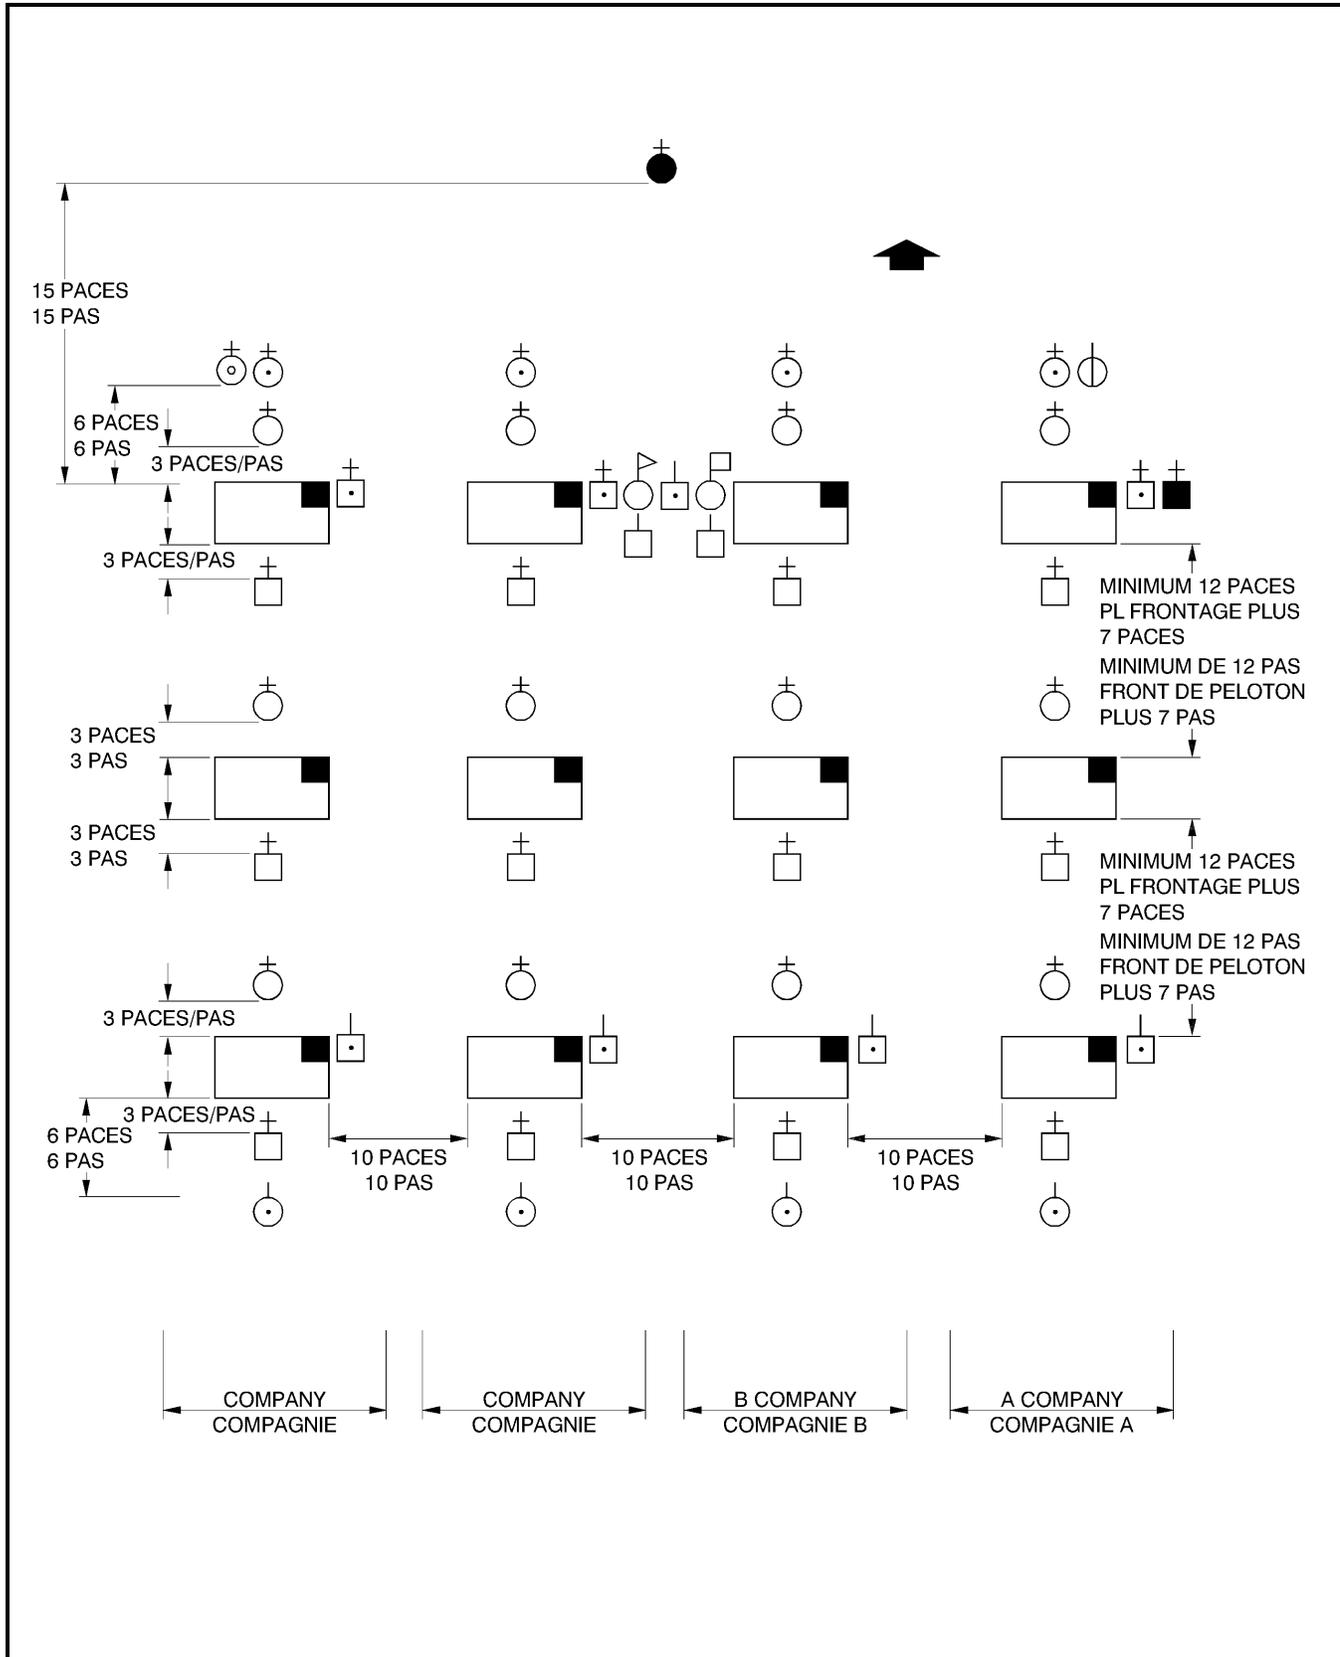 15 PACES
15 PAS
6 PACES
6 PAS
3 PACES/PAS
3 PACES/PAS
MINIMUM 12 PACES
PL FRONTAGE PLUS
7 PACES
MINIMUM DE 12 PAS
FRONT DE PELOTON
PLUS 7 PAS
3 PACES
3 PAS
3 PACES
3 PAS
MINIMUM 12 PACES
PL FRONTAGE PLUS
7 PACES
MINIMUM DE 12 PAS
FRONT DE PELOTON
PLUS 7 PAS
3 PACES/PAS
3 PACES/PAS
6 PACES
6 PAS
10 PACES
10 PAS
10 PACES
10 PAS
10 PACES
10 PAS
COMPANY
COMPAGNIE
COMPANY
COMPAGNIE
B COMPANY
COMPAGNIE B
A COMPANY
COMPAGNIE A